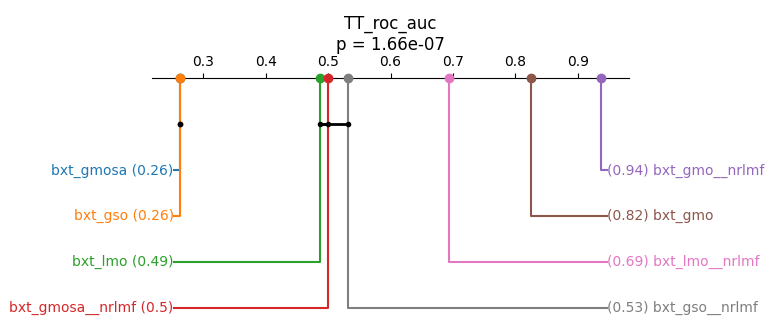 TT_roc_auc
p = 1.66e-07
0.3 0.4 0.5 0.6 0.7 0.8 0.9
bxt_gmosa (0.26) (0.94) bxt_gmo__nrlmf
bxt_gso (0.26) (0.82) bxt_gmo
bxt_lmo (0.49) (0.69) bxt_lmo__nrlmf
bxt_gmosa__nrlmf (0.5) (0.53) bxt_gso__nrlmf